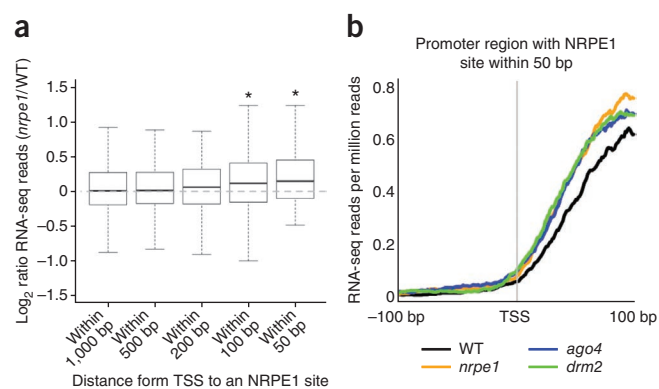 a
Log2 ratio RNA-seq reads (nrpe1/WT)
1.5
1.0
0.5
0
−0.5
−1.0
−1.5
*
*
Within 1,000 bp
Within 500 bp
Within 200 bp
Within 100 bp
Within 50 bp
Distance form TSS to an NRPE1 site
b
Promoter region with NRPE1
site within 50 bp
RNA-seq reads per million reads
0.8
0.6
0.4
0.2
0
−100 bp
TSS
100 bp
WT
ago4
nrpe1
drm2